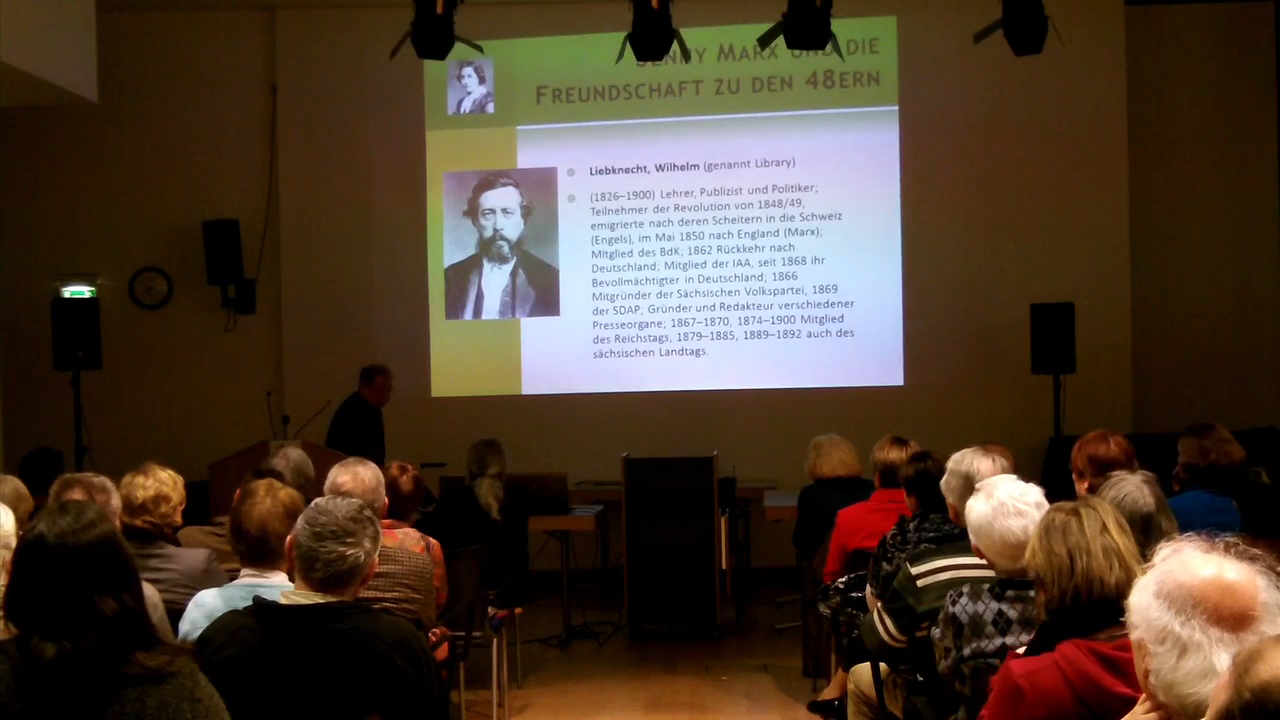 Jenny Marx und die
Freundschaft zu den 48ern
Liebknecht, Wilhelm (genannt Library)
(1826–1900) Lehrer, Publizist und Politiker;
Teilnehmer der Revolution von 1848/49,
emigrierte nach deren Scheitern in die Schweiz
(Engels), im Mai 1850 nach England (Marx);
Mitglied des BdK; 1862 Rückkehr nach
Deutschland; Mitglied der IAA, seit 1868 ihr
Bevollmächtigter in Deutschland; 1866
Mitgründer der Sächsischen Volkspartei, 1869
der SDAP; Gründer und Redakteur verschiedener
Presseorgane; 1867–1870, 1874–1900 Mitglied
des Reichstags, 1879–1885, 1889–1892 auch des
sächsischen Landtags.